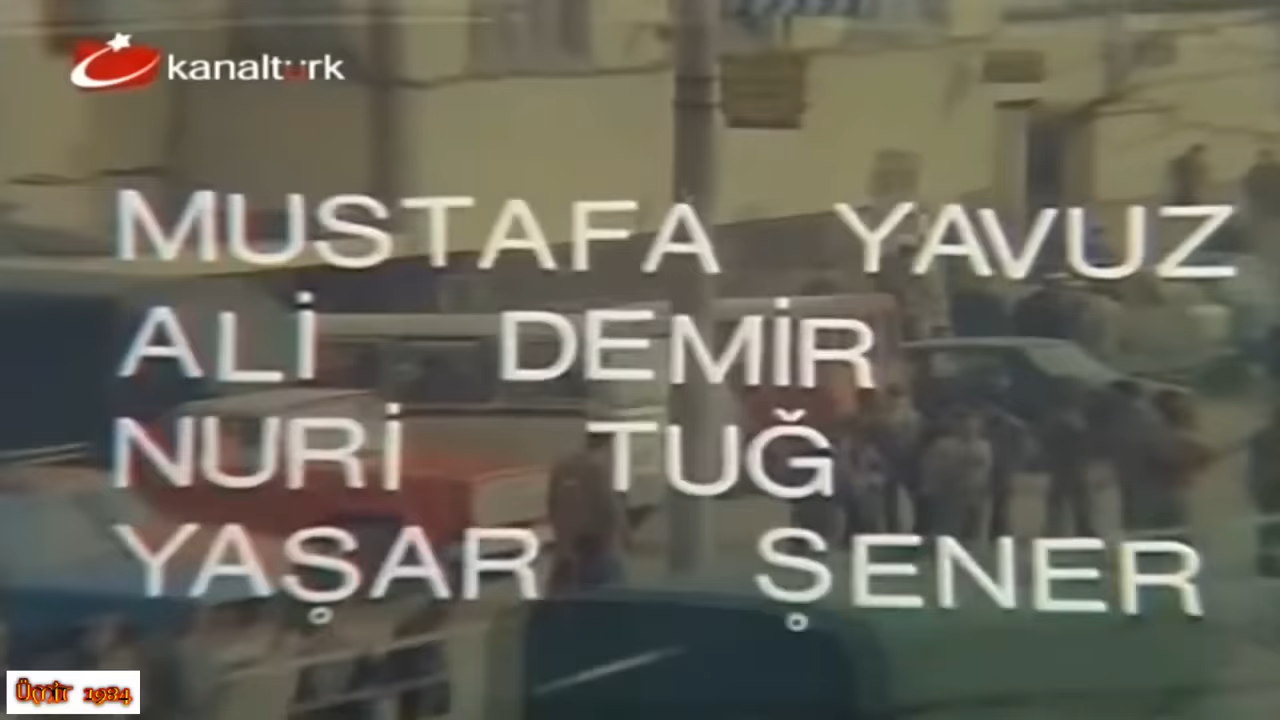 kanaltürk
MUSTAFA YAVUZ
ALİ DEMİR
NURİ TUĞ
YAŞAR ŞENER
Ümit 1984